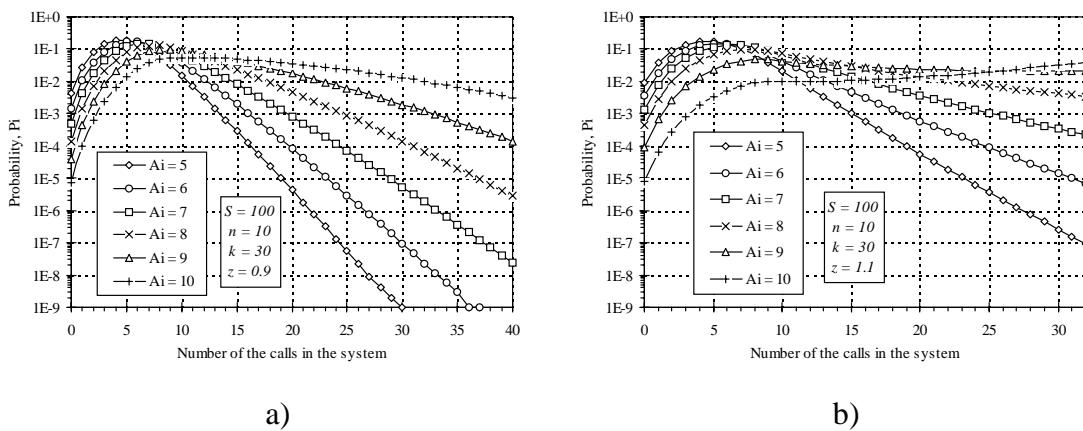 1E+0
1E-1
1E-2
1E-3
1E-4
1E-5
1E-6
1E-7
1E-8
1E-9
Probability, Pi
Ai = 5
Ai = 6
Ai = 7
Ai = 8
Ai = 9
Ai = 10
S = 100
n = 10
k = 30
z = 0.9
0 5 10 15 20 25 30 35 40
Number of the calls in the system
a)
1E+0
1E-1
1E-2
1E-3
1E-4
1E-5
1E-6
1E-7
1E-8
1E-9
Probability, Pi
Ai = 5
Ai = 6
Ai = 7
Ai = 8
Ai = 9
Ai = 10
S = 100
n = 10
k = 30
z = 1.1
0 5 10 15 20 25 30
Number of the calls in the system
b)